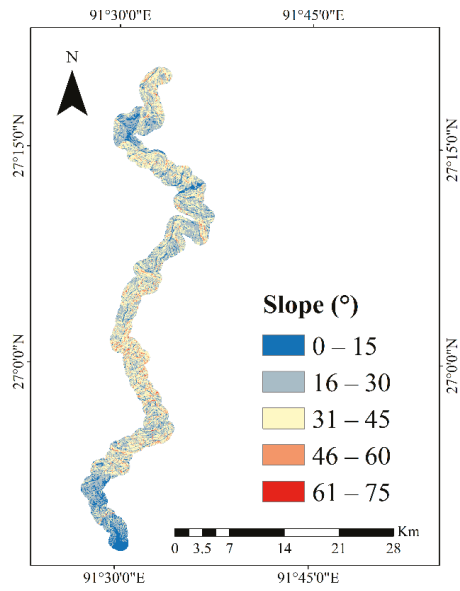 91°30'0"E 91°45'0"E
N
27°15'0"N 27°15'0"N
Slope (°)
0 – 15
16 – 30
27°0'0"N 27°0'0"N
31 – 45
46 – 60
61 – 75
Km
0 3.5 7 14 21 28
91°30'0"E 91°45'0"E